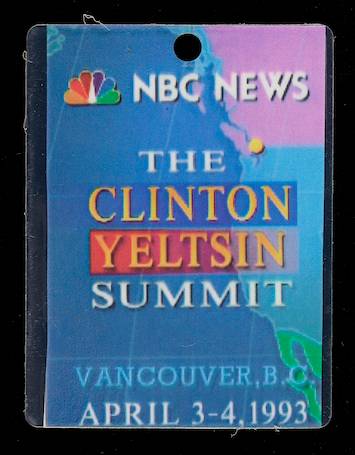 NBC NEWS
THE
CLINTON
YELTSIN
SUMMIT
VANCOUVER, B.C.
APRIL 3-4, 1993